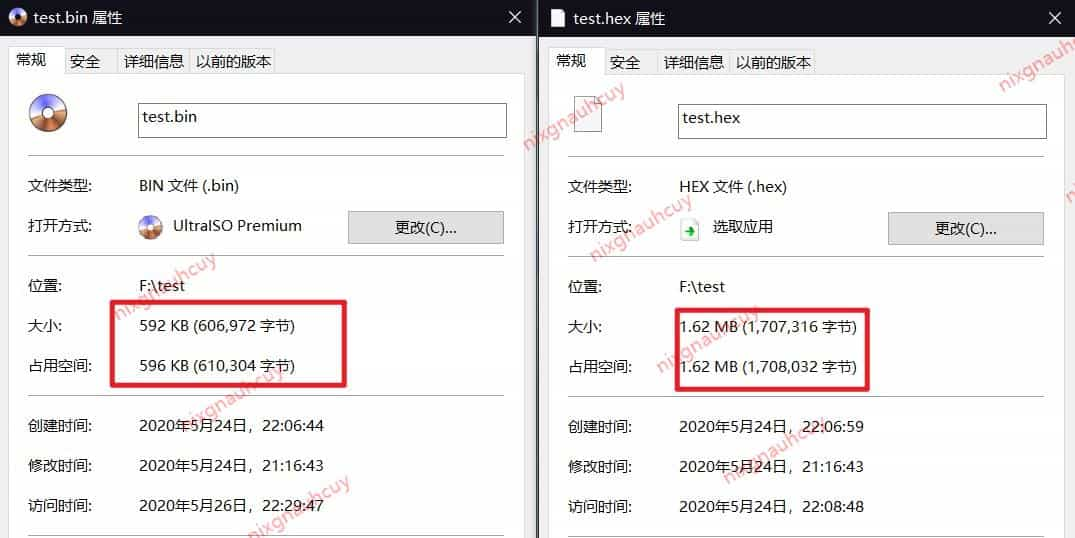 test.bin 属性
常规 安全 详细信息 以前的版本
test.bin
文件类型: BIN 文件 (.bin)
打开方式: UltraISO Premium 更改(C)...
位置: F:\test
大小: 592 KB (606,972 字节)
占用空间: 596 KB (610,304 字节)
创建时间: 2020年5月24日，22:06:44
修改时间: 2020年5月24日，21:16:43
访问时间: 2020年5月26日，22:29:47
test.hex 属性
常规 安全 详细信息 以前的版本
test.hex
文件类型: HEX 文件 (.hex)
打开方式: 选取应用 更改(C)...
位置: F:\test
大小: 1.62 MB (1,707,316 字节)
占用空间: 1.62 MB (1,708,032 字节)
创建时间: 2020年5月24日，22:06:59
修改时间: 2020年5月24日，21:16:43
访问时间: 2020年5月24日，22:08:48
nixgnauhcuy
nixgnauhcuy
nixgnauhcuy
nixgnauhcuy
nixgnauhcuy
nixgnauhcuy
nixgnauhcuy
nixgnauhcuy